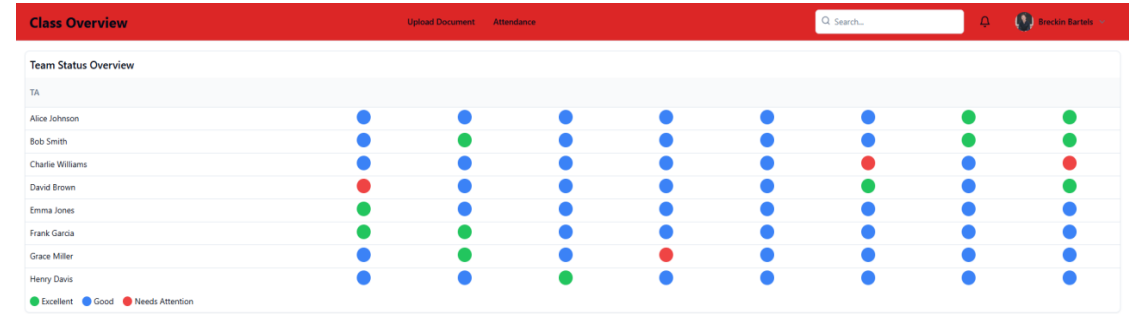 Class Overview Upload Document Attendance Search... Breckin Bartels
Team Status Overview
TA
Alice Johnson
Bob Smith
Charlie Williams
David Brown
Emma Jones
Frank Garcia
Grace Miller
Henry Davis
Excellent Good Needs Attention